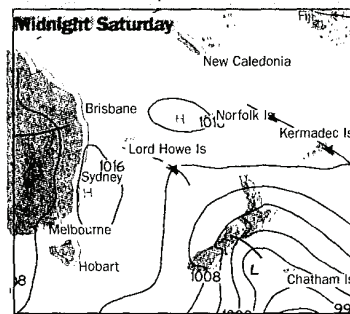 Midnight Saturday
Fiji
New Caledonia
Brisbane
H
Norfolk Is
1016
Kermadec Is
Lord Howe Is
1016
Sydney
H
Melbourne
Hobart
1008
L
Chatham Is